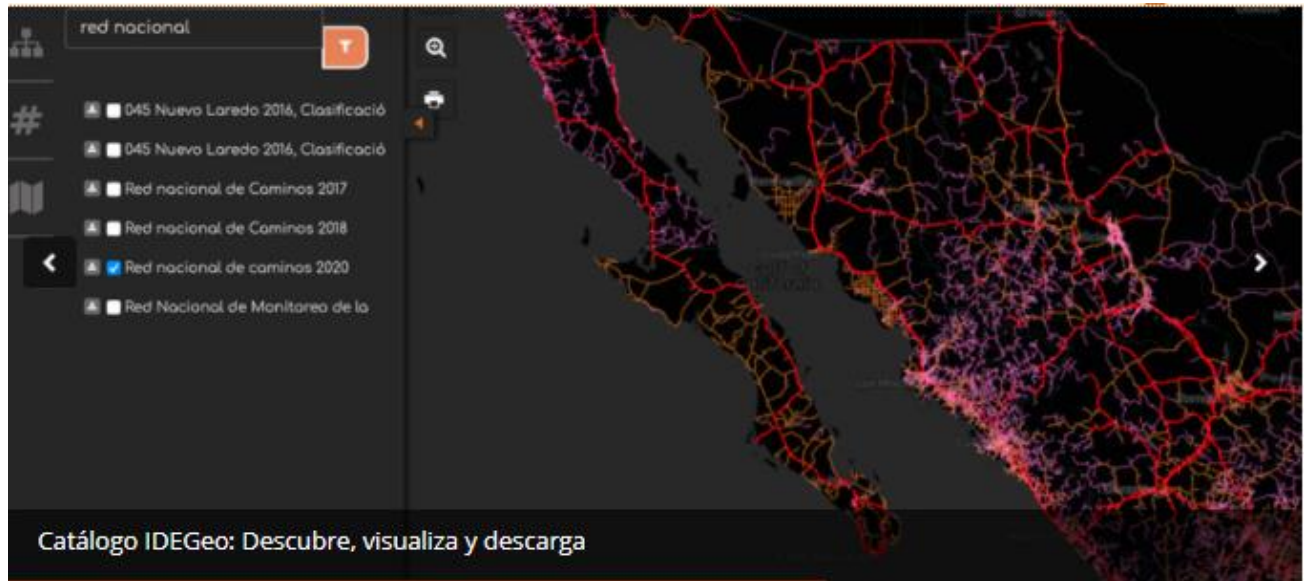 red nacional
045 Nuevo Laredo 2016, Clasificació
045 Nuevo Laredo 2016, Clasificació
Red nacional de Caminos 2017
Red nacional de Caminos 2018
Red nacional de caminos 2020
Red Nacional de Monitoreo de la
Catálogo IDEGeo: Descubre, visualiza y descarga